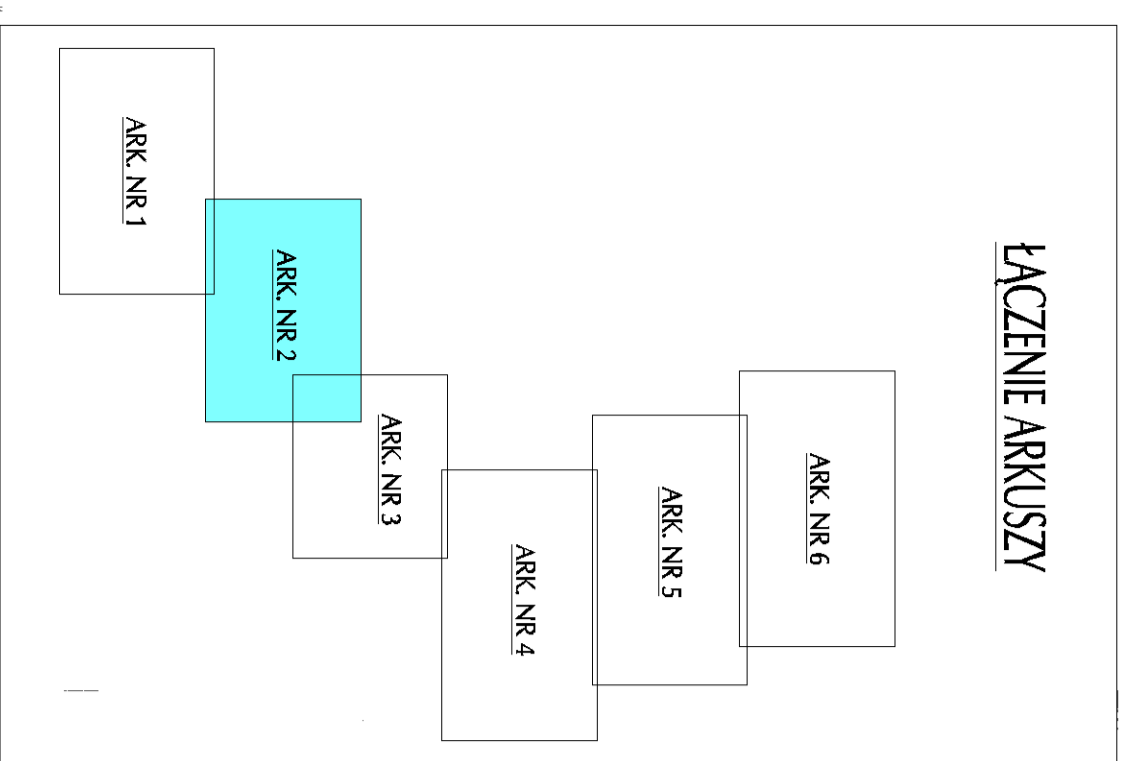 ŁĄCZENIE ARKUSZY
ARK. NR 6
ARK. NR 5
ARK. NR 4
ARK. NR 3
ARK. NR 2
ARK. NR 1